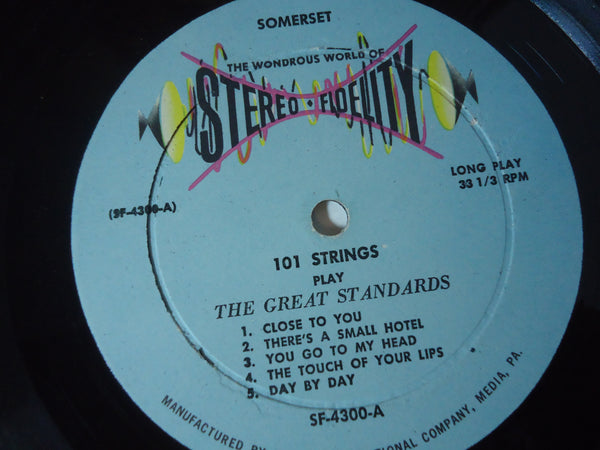 SOMERSET
THE WONDROUS WORLD OF
STEREO · FIDELITY
LONG PLAY
33 1/3 RPM
(SF-4300-A)
101 STRINGS
PLAY
THE GREAT STANDARDS
1. CLOSE TO YOU
2. THERE'S A SMALL HOTEL
3. YOU GO TO MY HEAD
4. THE TOUCH OF YOUR LIPS
5. DAY BY DAY
SF-4300-A
MANUFACTURED BY COMPANY, MEDIA, PA.